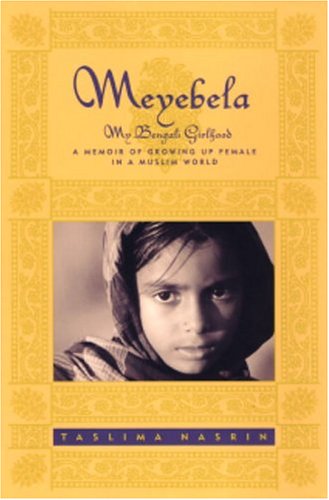 Meyebela
My Bengali Girlhood
A MEMOIR OF GROWING UP FEMALE
IN A MUSLIM WORLD
TASLIMA NASRIN